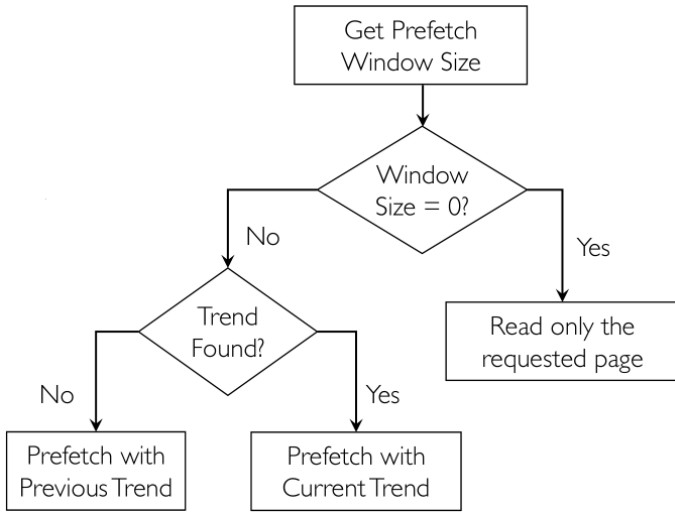 Get Prefetch
Window Size
Window
Size = 0?
No
Yes
Trend
Found?
Read only the
requested page
No
Yes
Prefetch with
Previous Trend
Prefetch with
Current Trend